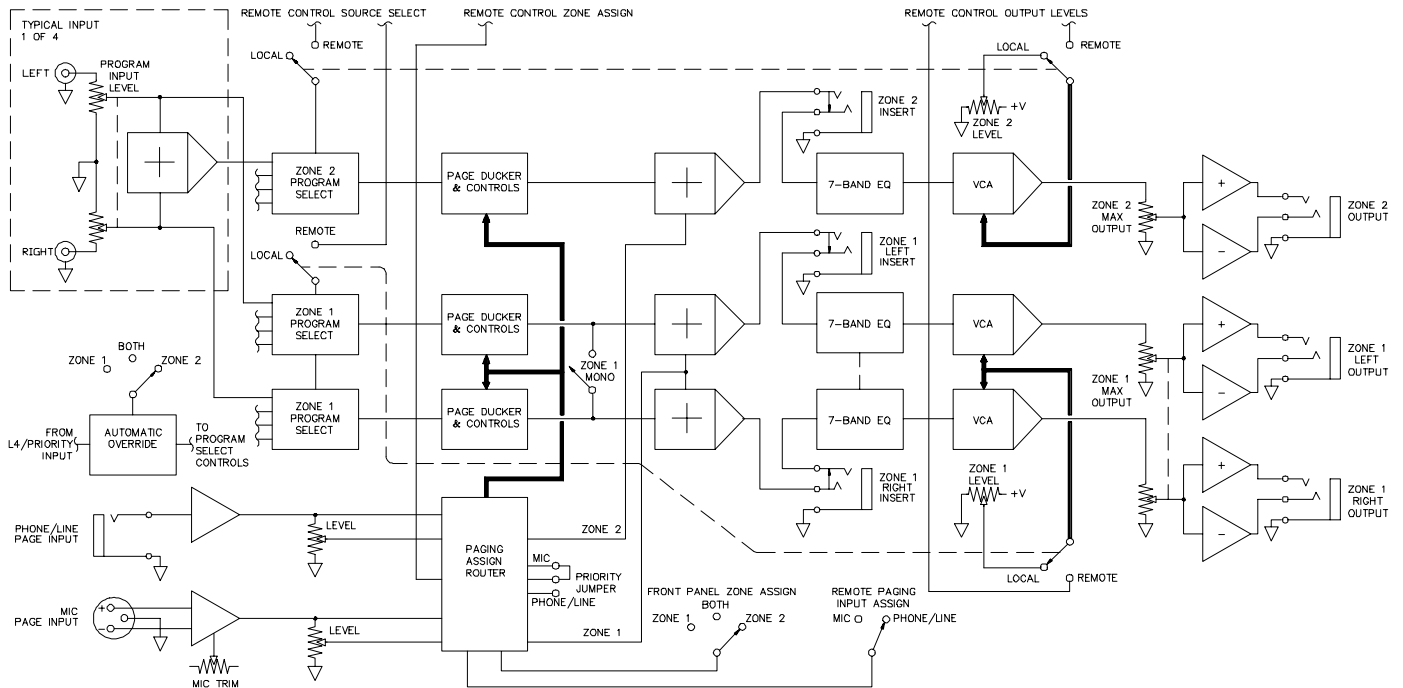 REMOTE CONTROL SOURCE SELECT
REMOTE CONTROL ZONE ASSIGN
REMOTE CONTROL OUTPUT LEVELS
TYPICAL INPUT
1 OF 4
LEFT
PROGRAM
INPUT
LEVEL
RIGHT
LOCAL
REMOTE
ZONE 2
PROGRAM
SELECT
PAGE DUCKER
& CONTROLS
+
ZONE 2
INSERT
7-BAND EQ
LOCAL
REMOTE
+V
ZONE 2
LEVEL
VCA
ZONE 2
MAX
OUTPUT
+
−
ZONE 2
OUTPUT
REMOTE
LOCAL
ZONE 1
PROGRAM
SELECT
PAGE DUCKER
& CONTROLS
ZONE 1
MONO
+
ZONE 1
LEFT
INSERT
7-BAND EQ
VCA
ZONE 1
MAX
OUTPUT
+
−
ZONE 1
LEFT
OUTPUT
BOTH
ZONE 1
ZONE 2
FROM
L4/PRIORITY
INPUT
AUTOMATIC
OVERRIDE
TO
PROGRAM
SELECT
CONTROLS
ZONE 1
PROGRAM
SELECT
PAGE DUCKER
& CONTROLS
+
+
ZONE 1
RIGHT
INSERT
7-BAND EQ
VCA
ZONE 1
LEVEL
+V
LOCAL
REMOTE
+
−
ZONE 1
RIGHT
OUTPUT
PHONE/LINE
PAGE INPUT
LEVEL
MIC
PAGE INPUT
+
−
MIC TRIM
LEVEL
PAGING
ASSIGN
ROUTER
ZONE 2
MIC
PRIORITY
JUMPER
PHONE/LINE
ZONE 1
FRONT PANEL ZONE ASSIGN
BOTH
ZONE 1
ZONE 2
REMOTE PAGING
INPUT ASSIGN
MIC
PHONE/LINE